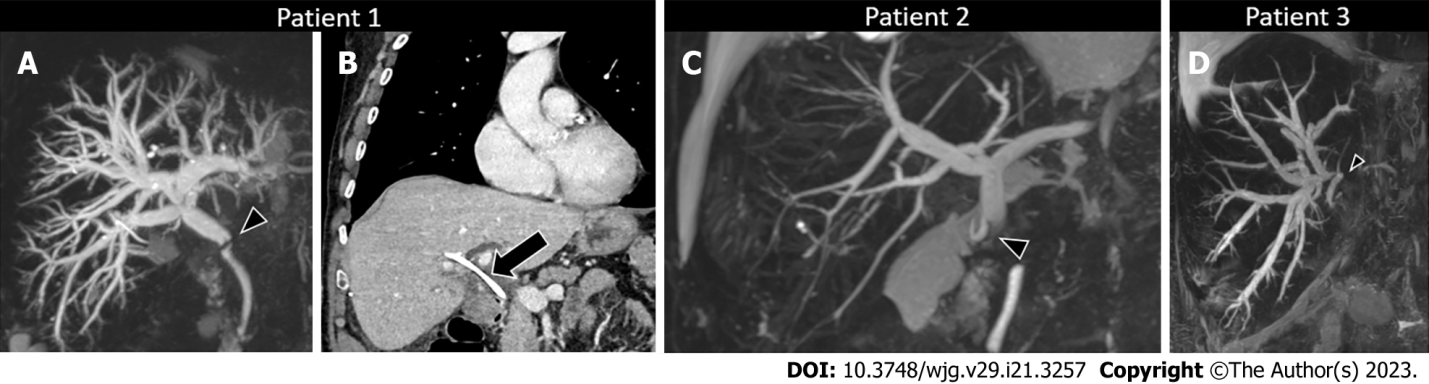 Patient 1 Patient 2 Patient 3
A B C D
DOI: 10.3748/wjg.v29.i21.3257 Copyright ©The Author(s) 2023.